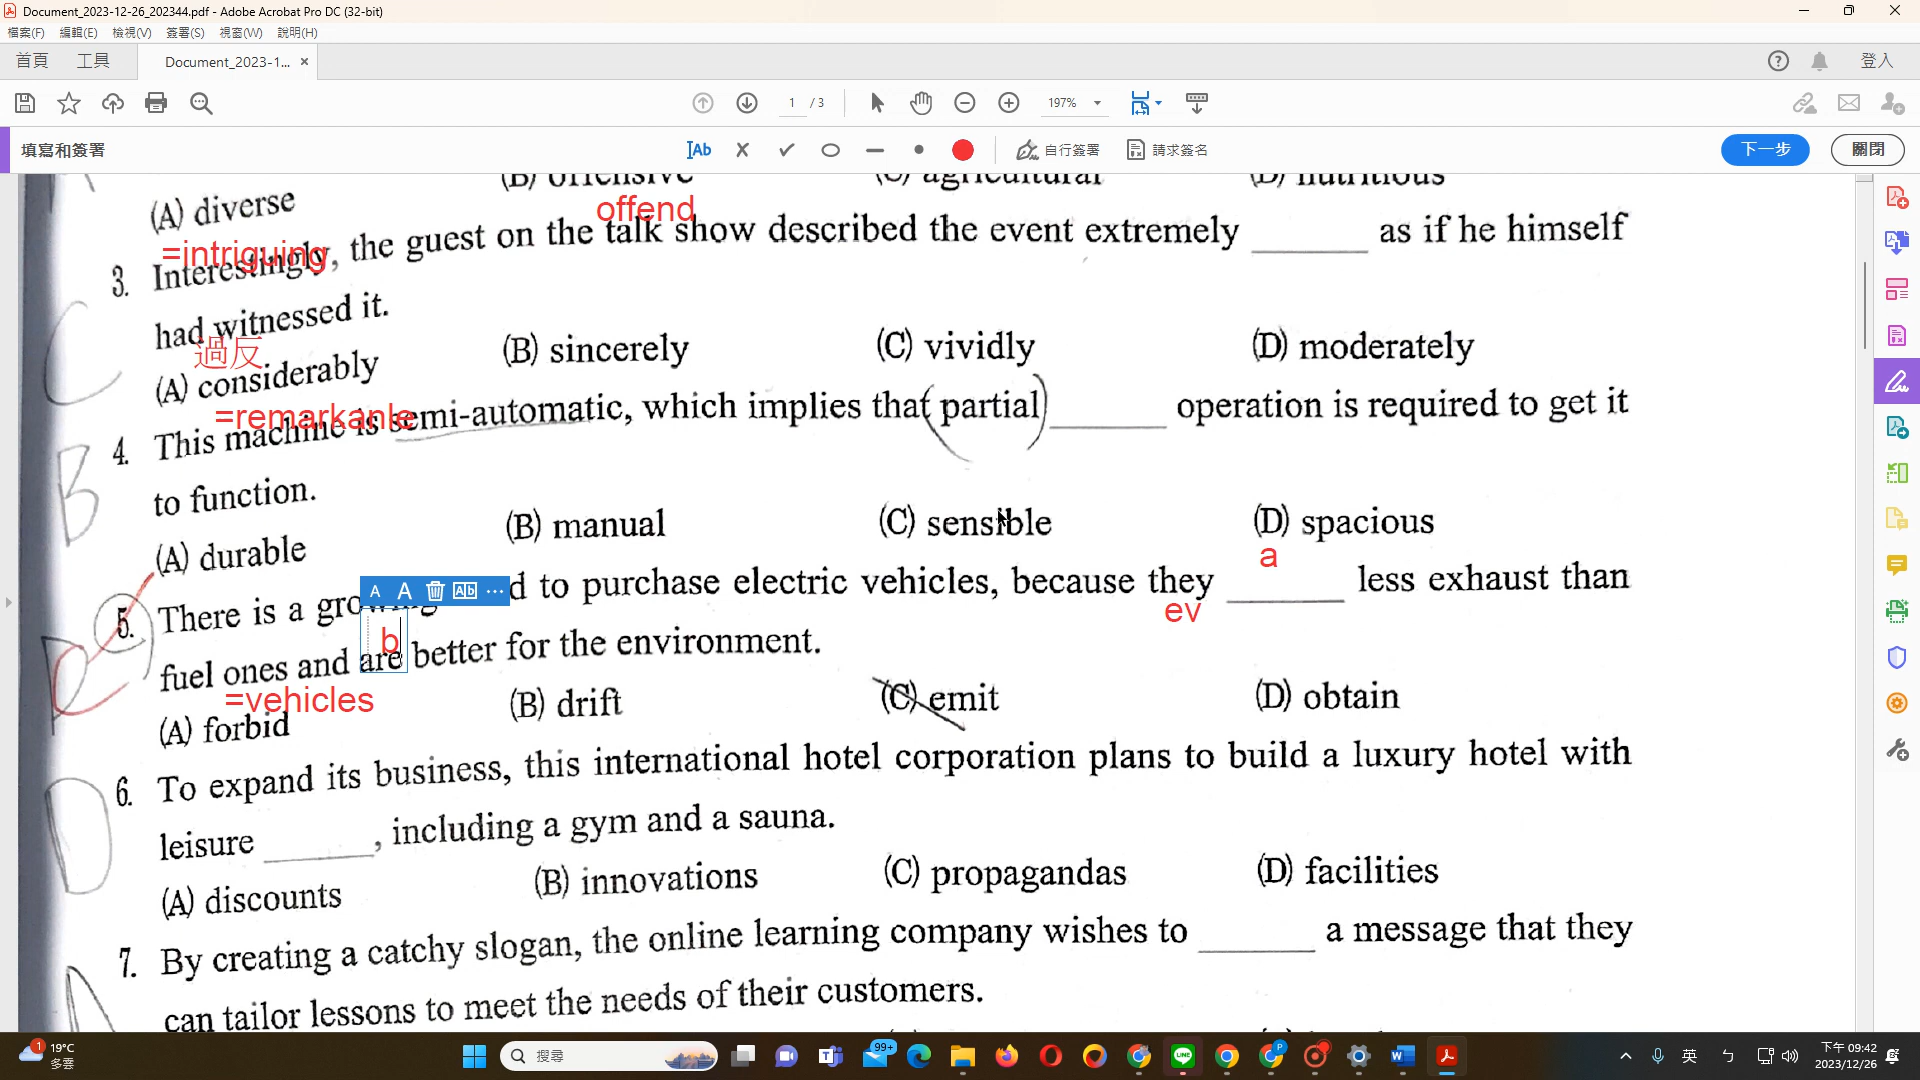 Document_2023-12-26_202344.pdf - Adobe Acrobat Pro DC (32-bit)
檔案(F) 編輯(E) 檢視(V) 簽署(S) 視窗(W) 說明(H)
首頁 工具 Document_2023-1... × 登入
1 / 3 197%
填寫和簽署 Ab 自行簽署 請求簽名 下一步 關閉
(A) diverse (B) offensive (C) agricultural (D) nutritious
offend
=intriguing
3. Interestingly, the guest on the talk show described the event extremely ______ as if he himself
had witnessed it.
過反
(A) considerably (B) sincerely (C) vividly (D) moderately
=remarkanle
C
4. This machine is semi-automatic, which implies that partial ______ operation is required to get it
to function.
B
(A) durable (B) manual (C) sensible (D) spacious
a
5. There is a growing d to purchase electric vehicles, because they ______ less exhaust than
ev
b
fuel ones and are better for the environment.
=vehicles
(A) forbid (B) drift (C) emit (D) obtain
6. To expand its business, this international hotel corporation plans to build a luxury hotel with
leisure ______, including a gym and a sauna.
D
(A) discounts (B) innovations (C) propagandas (D) facilities
7. By creating a catchy slogan, the online learning company wishes to ______ a message that they
can tailor lessons to meet the needs of their customers.
1 19°C
多雲
搜尋
99+
英 ㄅ
下午 09:42
2023/12/26